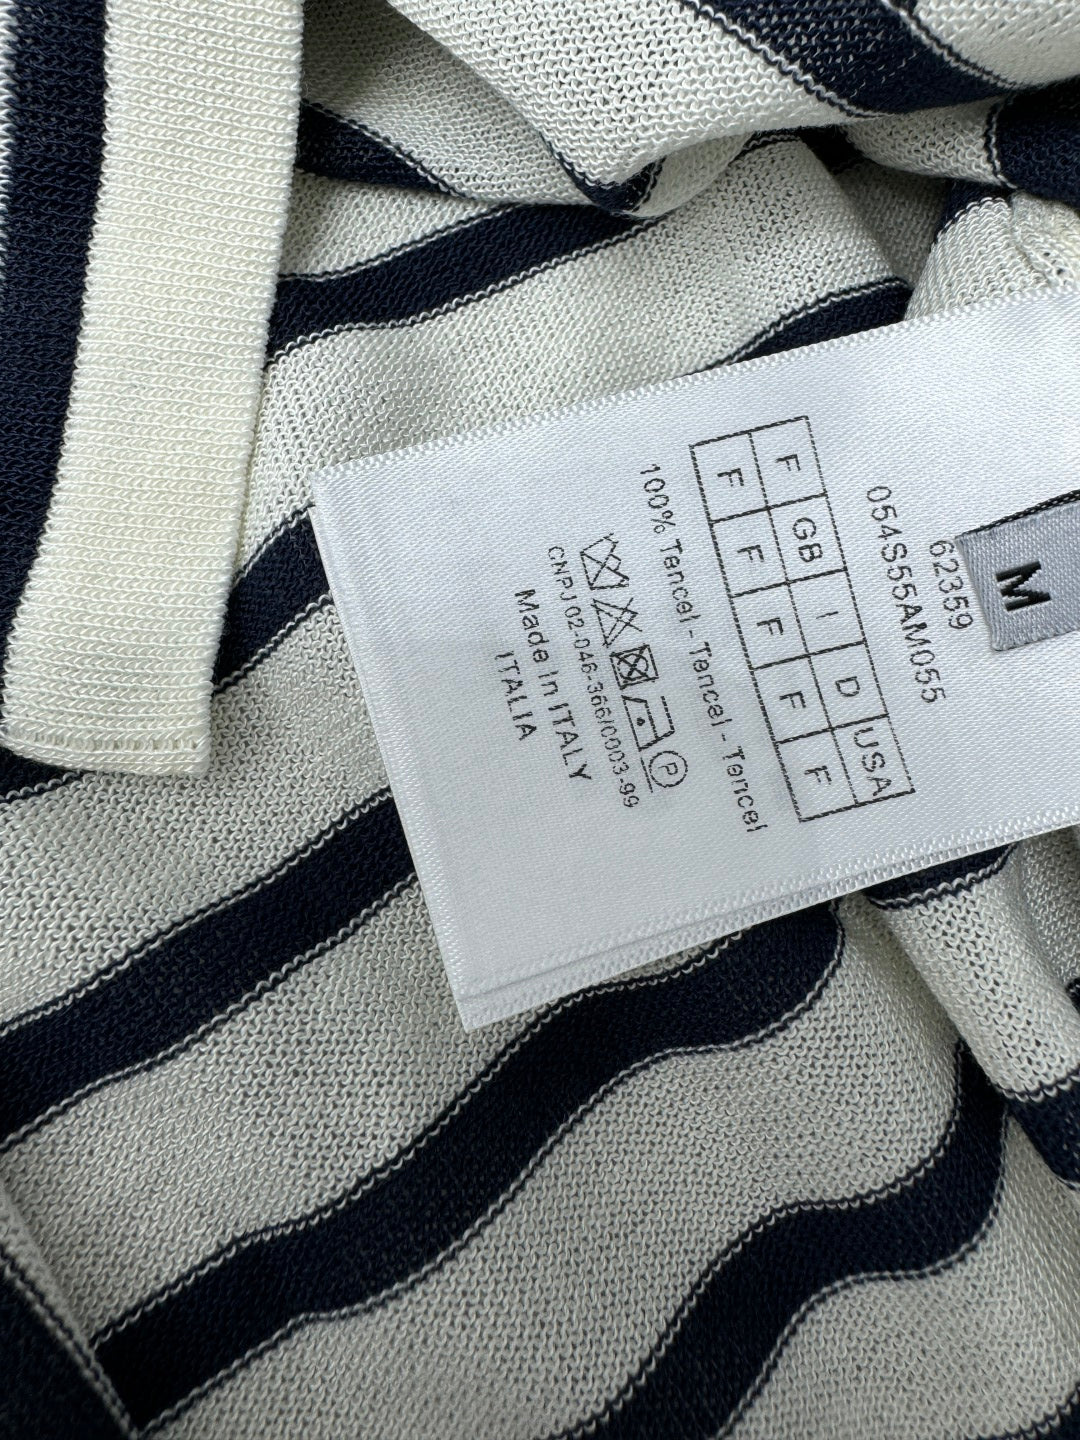 M
62359
054S55AM055
F GB I D USA
F F F F F
100% Tencel - Tencel - Tencel
P
CNPJ 02-046-366/0003-99
Made In ITALY
ITALIA